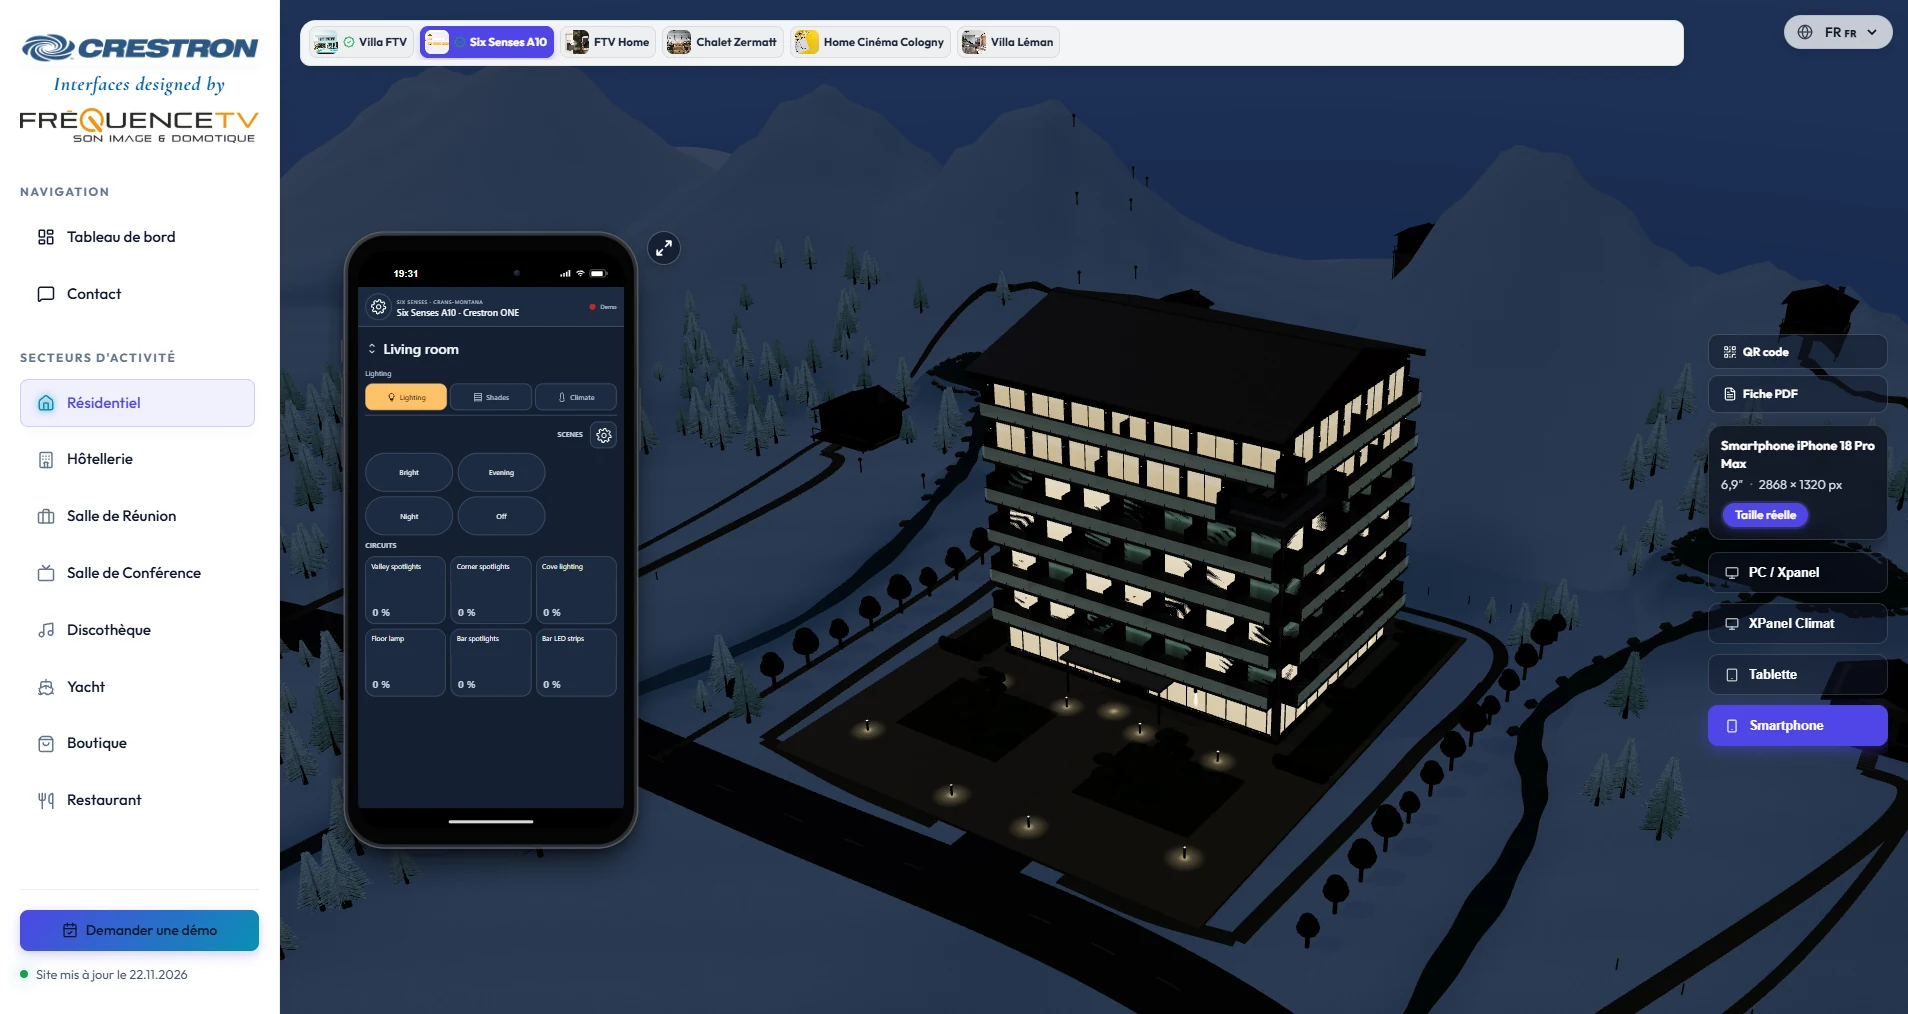 CRESTRON
Interfaces designed by
FRÉQUENCETV
SON IMAGE & DOMOTIQUE
NAVIGATION
Tableau de bord
Contact
SECTEURS D'ACTIVITÉ
Résidentiel
Hôtellerie
Salle de Réunion
Salle de Conférence
Discothèque
Yacht
Boutique
Restaurant
Demander une démo
Site mis à jour le 22.11.2026
Villa FTV
Six Senses A10
FTV Home
Chalet Zermatt
Home Cinéma Cologny
Villa Léman
FR FR
19:31
SIX SENSES - CRANS-MONTANA
Six Senses A10 - Crestron ONE
Demo
Living room
Lighting
Lighting
Shades
Climate
SCENES
Bright
Evening
Night
Off
CIRCUITS
Valley spotlights
Corner spotlights
Cove lighting
0 %
0 %
0 %
Floor lamp
Bar spotlights
Bar LED strips
0 %
0 %
0 %
QR code
Fiche PDF
Smartphone iPhone 18 Pro
Max
6,9″ · 2868 × 1320 px
Taille réelle
PC / Xpanel
XPanel Climat
Tablette
Smartphone